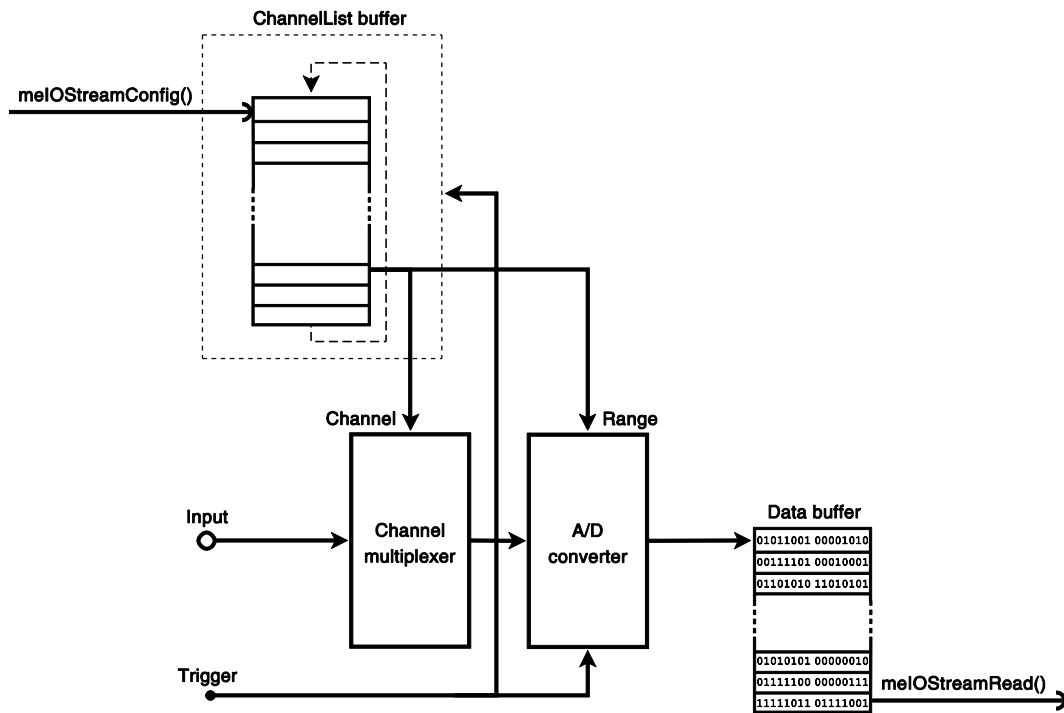 ChannelList buffer
meIOStreamConfig()
Channel
Range
Input
Channel
multiplexer
A/D
converter
Data buffer
01011001 00001010
00111101 00010001
01101010 11010101
01010101 00000010
01111100 00000111
11111011 01111001
Trigger
meIOStreamRead()